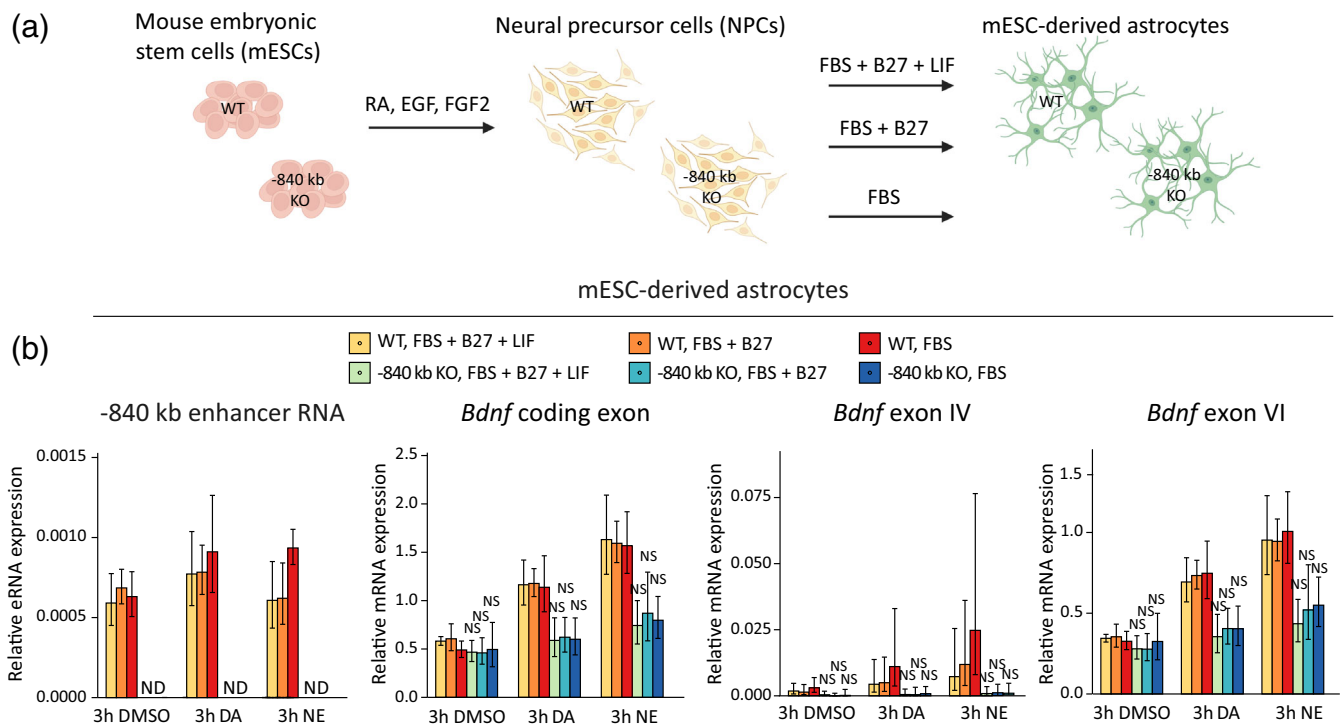 (a)
Mouse embryonic
stem cells (mESCs)
Neural precursor cells (NPCs)
mESC-derived astrocytes
WT
-840 kb
KO
RA, EGF, FGF2
WT
-840 kb
KO
FBS + B27 + LIF
FBS + B27
FBS
WT
-840 kb
KO
mESC-derived astrocytes
(b)
WT, FBS + B27 + LIF
WT, FBS + B27
WT, FBS
-840 kb KO, FBS + B27 + LIF
-840 kb KO, FBS + B27
-840 kb KO, FBS
-840 kb enhancer RNA
Relative eRNA expression
0.0015
0.0010
0.0005
0.0000
ND
ND
ND
3h DMSO
3h DA
3h NE
Bdnf coding exon
Relative mRNA expression
2.5
2.0
1.5
1.0
0.5
0.0
NS
NS
NS
NS
NS
NS
NS
NS
NS
3h DMSO
3h DA
3h NE
Bdnf exon IV
Relative mRNA expression
0.075
0.050
0.025
0.000
NS
NS
NS
NS
NS
NS
NS
NS
NS
3h DMSO
3h DA
3h NE
Bdnf exon VI
Relative mRNA expression
1.5
1.0
0.5
0.0
NS
NS
NS
NS
NS
NS
NS
NS
NS
3h DMSO
3h DA
3h NE